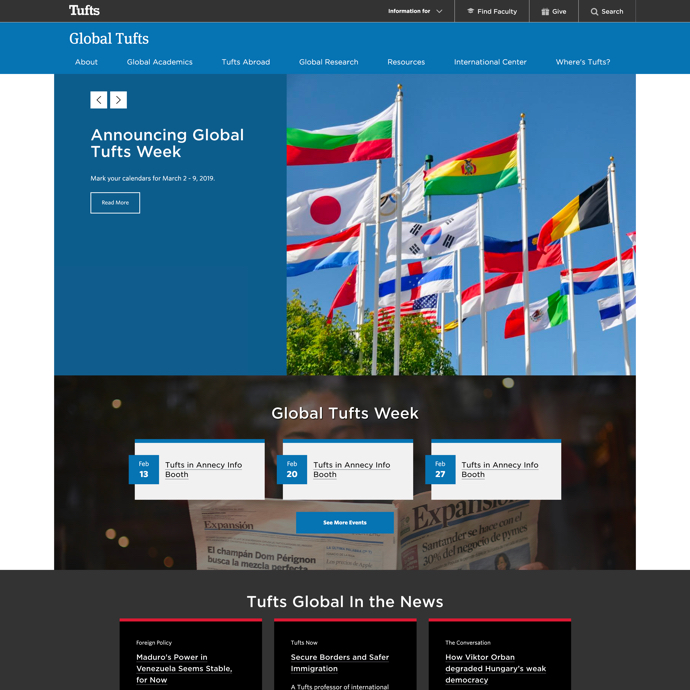 Tufts
Information for
Find Faculty
Give
Search
Global Tufts
About
Global Academics
Tufts Abroad
Global Research
Resources
International Center
Where's Tufts?
Announcing Global
Tufts Week
Mark your calendars for March 2 - 9, 2019.
Read More
Global Tufts Week
Feb
13
Tufts in Annecy Info
Booth
Feb
20
Tufts in Annecy Info
Booth
Feb
27
Tufts in Annecy Info
Booth
See More Events
Expansión
El champán Dom Pérignon
busca la mezcla perfecta
Expansión
Santander se hace con el
30% del negocio de pymes
Tufts Global In the News
Foreign Policy
Maduro's Power in
Venezuela Seems Stable,
for Now
Tufts Now
Secure Borders and Safer
Immigration
A Tufts professor of international
The Conversation
How Viktor Orban
degraded Hungary's weak
democracy